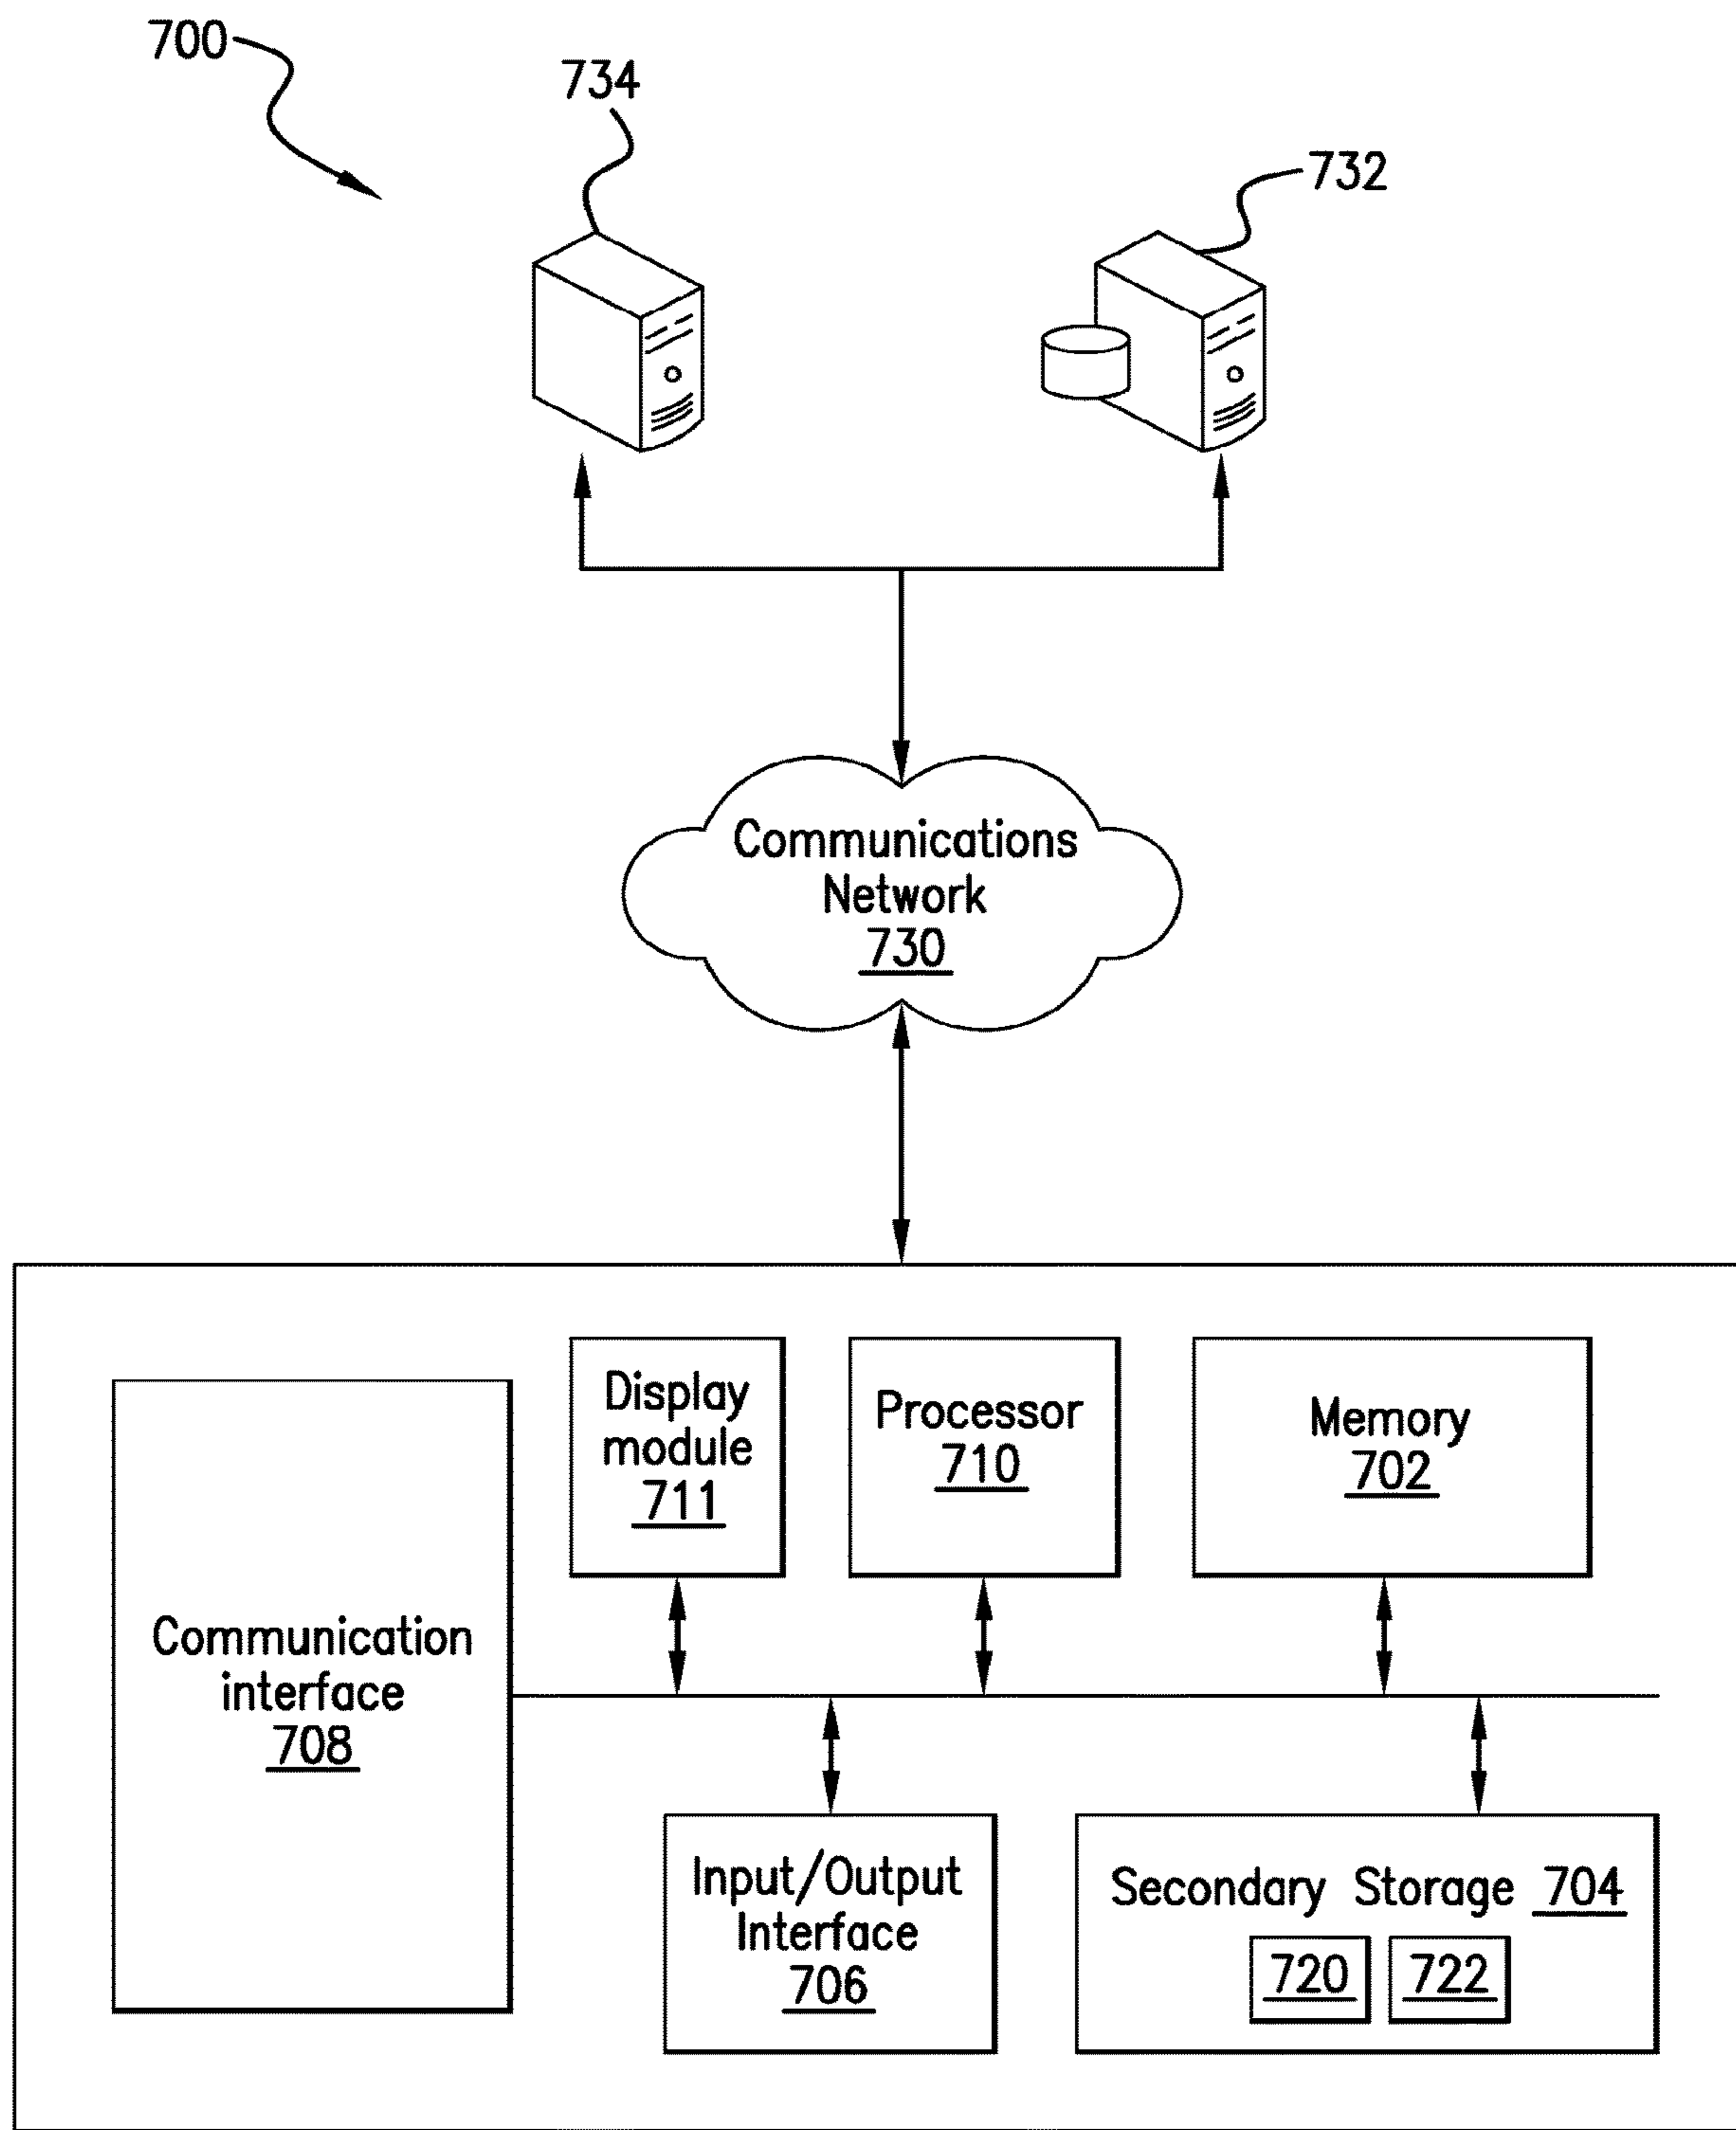 700
734
732
Communications
Network
730
Display
module
711
Processor
710
Memory
702
Communication
interface
708
Input/Output
Interface
706
Secondary Storage 704
720 722